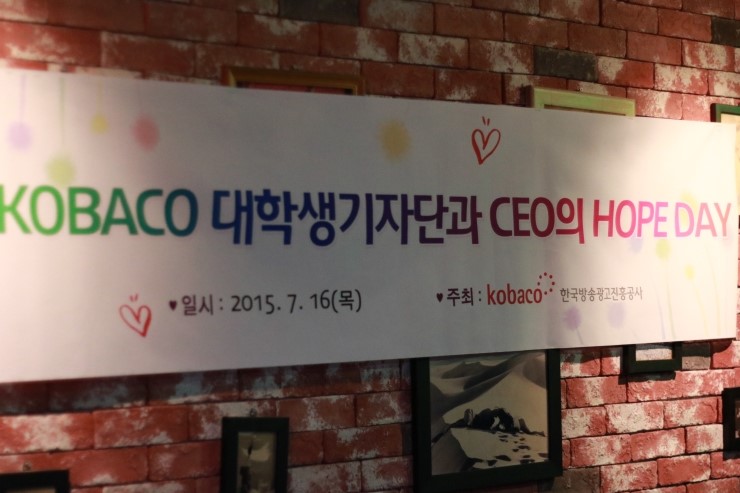 KOBACO 대학생기자단과 CEO의 HOPE DAY
♥일시 : 2015. 7. 16(목)
♥주최 : kobaco 한국방송광고진흥공사